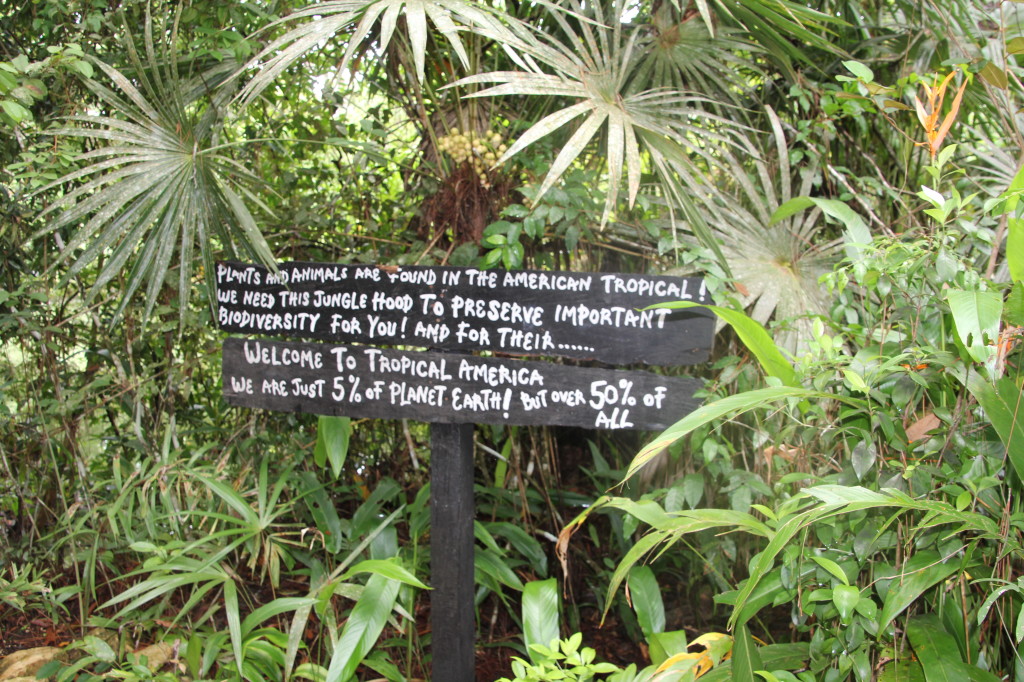 PLANTS AND ANIMALS ARE FOUND IN THE AMERICAN TROPICAL!
WE NEED THIS JUNGLE HOOD TO PRESERVE IMPORTANT
BIODIVERSITY FOR YOU! AND FOR THEIR......
WELCOME TO TROPICAL AMERICA
WE ARE JUST 5% OF PLANET EARTH! BUT OVER 50% OF
ALL